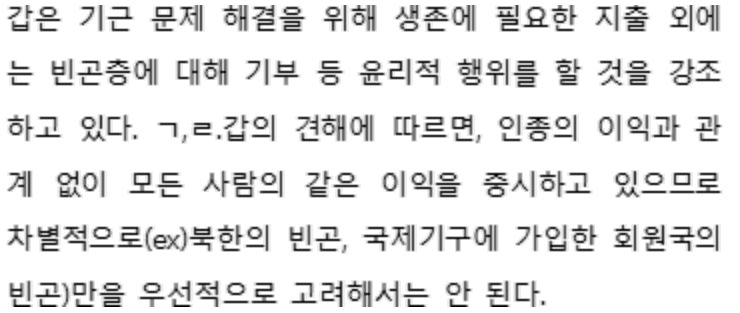 갑은 기근 문제 해결을 위해 생존에 필요한 지출 외에
는 빈곤층에 대해 기부 등 윤리적 행위를 할 것을 강조
하고 있다. ㄱ,ㄹ.갑의 견해에 따르면, 인종의 이익과 관
계 없이 모든 사람의 같은 이익을 중시하고 있으므로
차별적으로(ex)북한의 빈곤, 국제기구에 가입한 회원국의
빈곤)만을 우선적으로 고려해서는 안 된다.